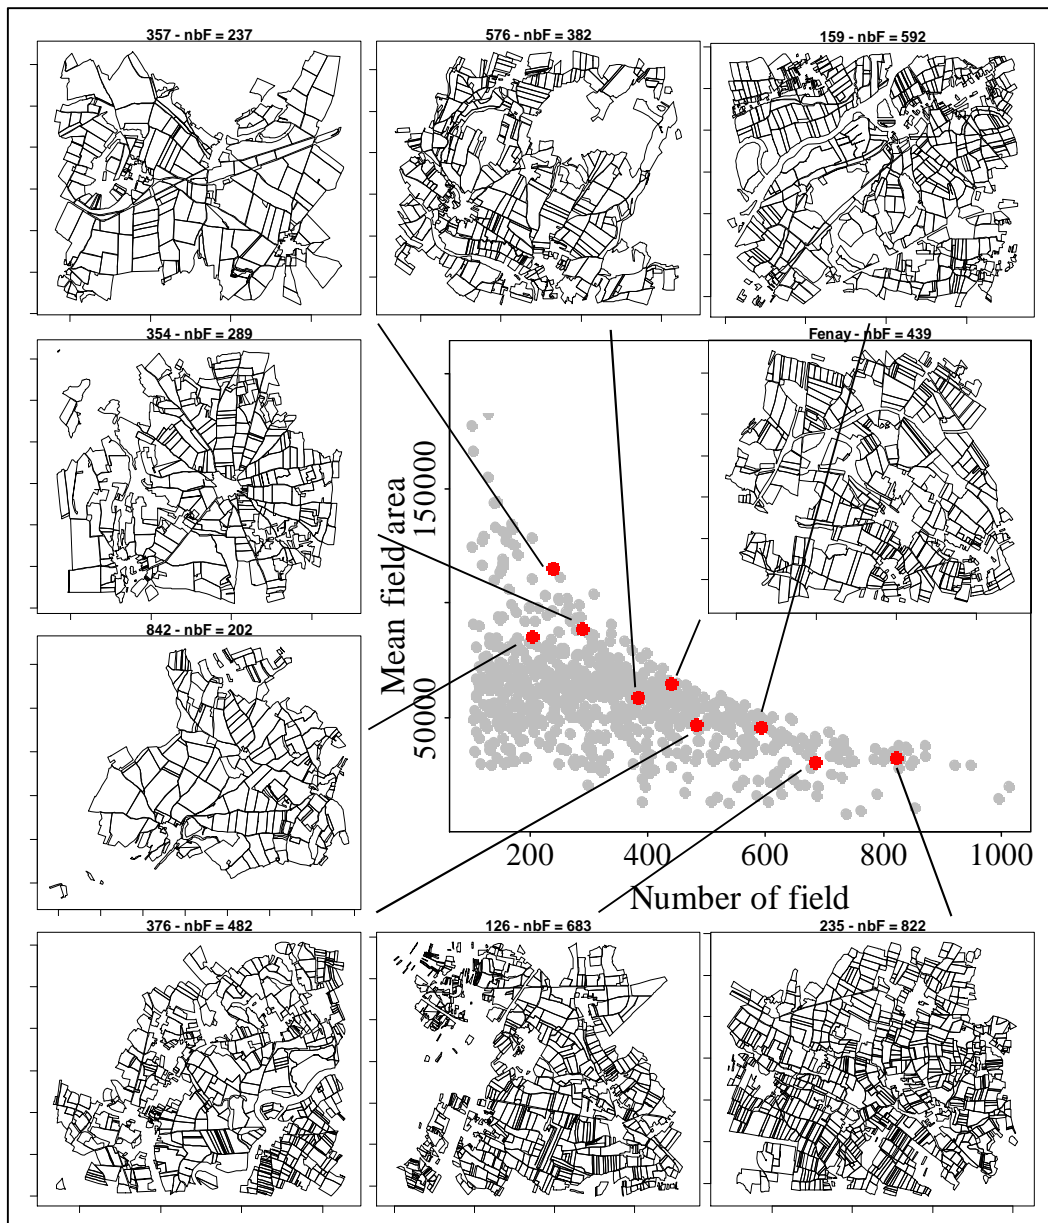 357 - nbF = 237
576 - nbF = 382
159 - nbF = 592
354 - nbF = 289
Fenay - nbF = 439
842 - nbF = 202
Mean field area
50000
150000
200
400
600
800
1000
Number of field
376 - nbF = 482
126 - nbF = 683
235 - nbF = 822